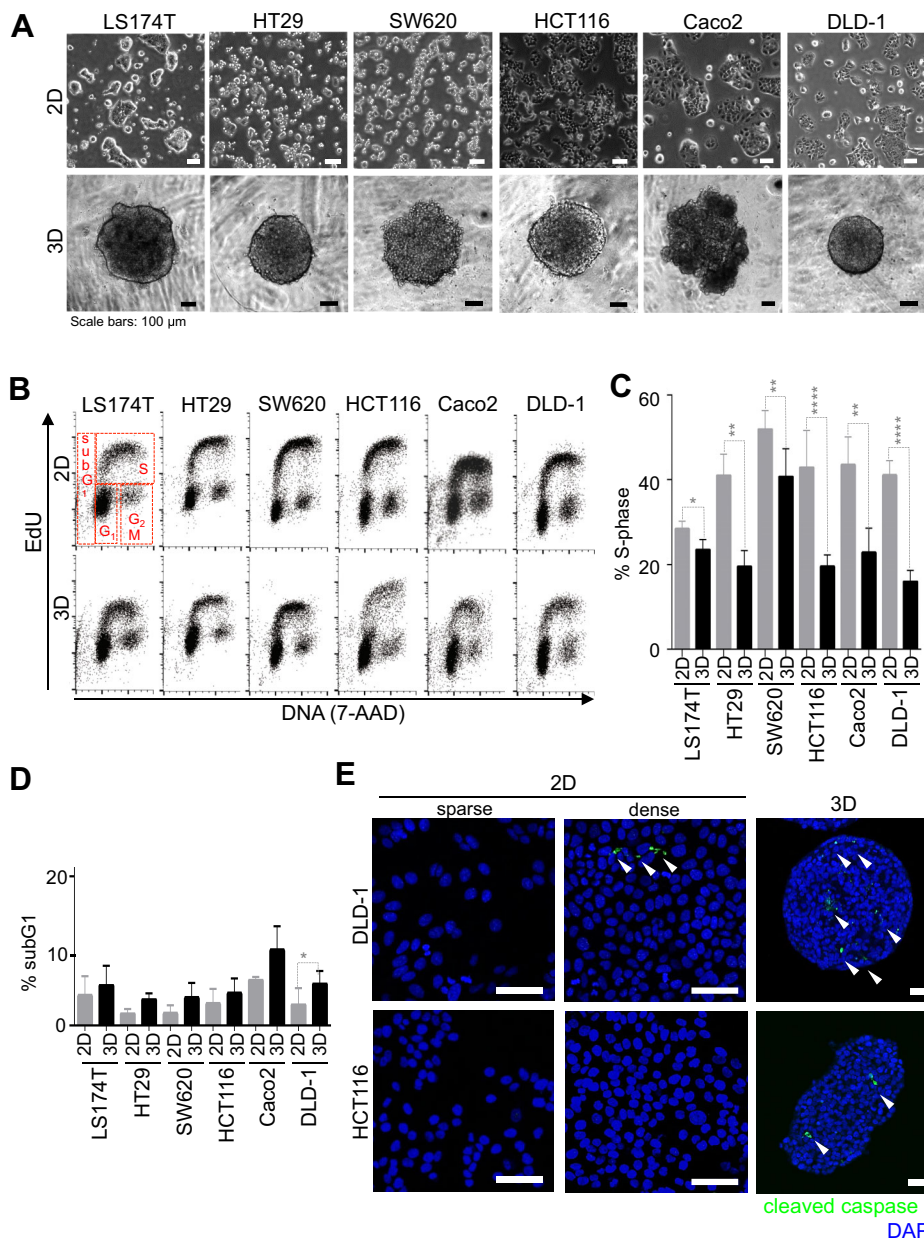 A
LS174T HT29 SW620 HCT116 Caco2 DLD-1
2D
3D
Scale bars: 100 µm
B
LS174T HT29 SW620 HCT116 Caco2 DLD-1
2D
3D
EdU
subG1
S
G1
G2
M
DNA (7-AAD)
C
% S-phase
60
40
20
0
* ** ** **** ** ****
2D 3D 2D 3D 2D 3D 2D 3D 2D 3D 2D 3D
LS174T HT29 SW620 HCT116 Caco2 DLD-1
D
% subG1
20
10
0
*
2D 3D 2D 3D 2D 3D 2D 3D 2D 3D 2D 3D
LS174T HT29 SW620 HCT116 Caco2 DLD-1
E
2D
sparse dense 3D
DLD-1
HCT116
cleaved caspase
DAP